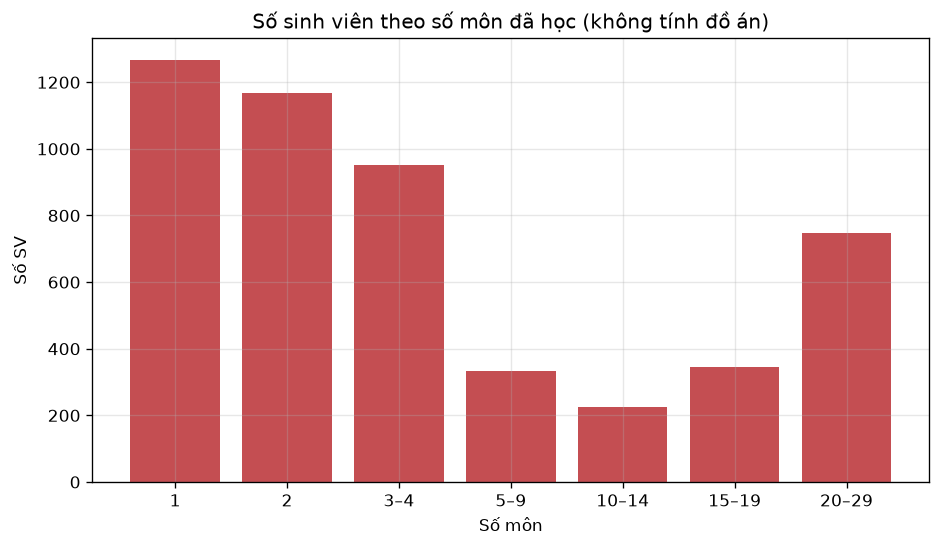 Số sinh viên theo số môn đã học (không tính đồ án)
Số SV
1200
1000
800
600
400
200
0
1 2 3–4 5–9 10–14 15–19 20–29
Số môn